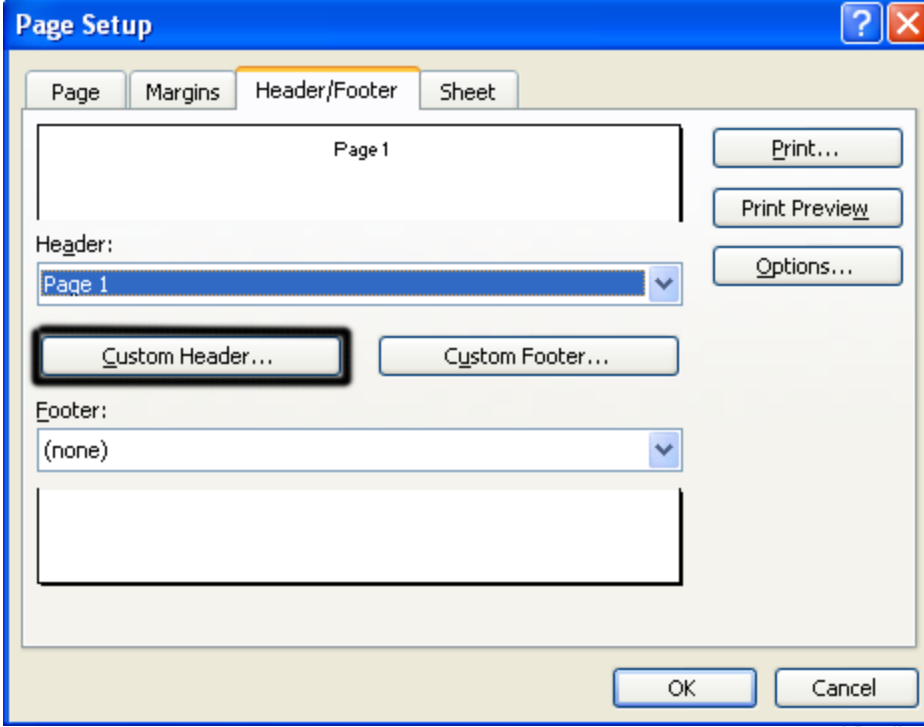 Page Setup
?
Page Margins Header/Footer Sheet
Page 1
Print...
Print Preview
Header:
Options...
Page 1
Custom Header... Custom Footer...
Footer:
(none)
OK Cancel